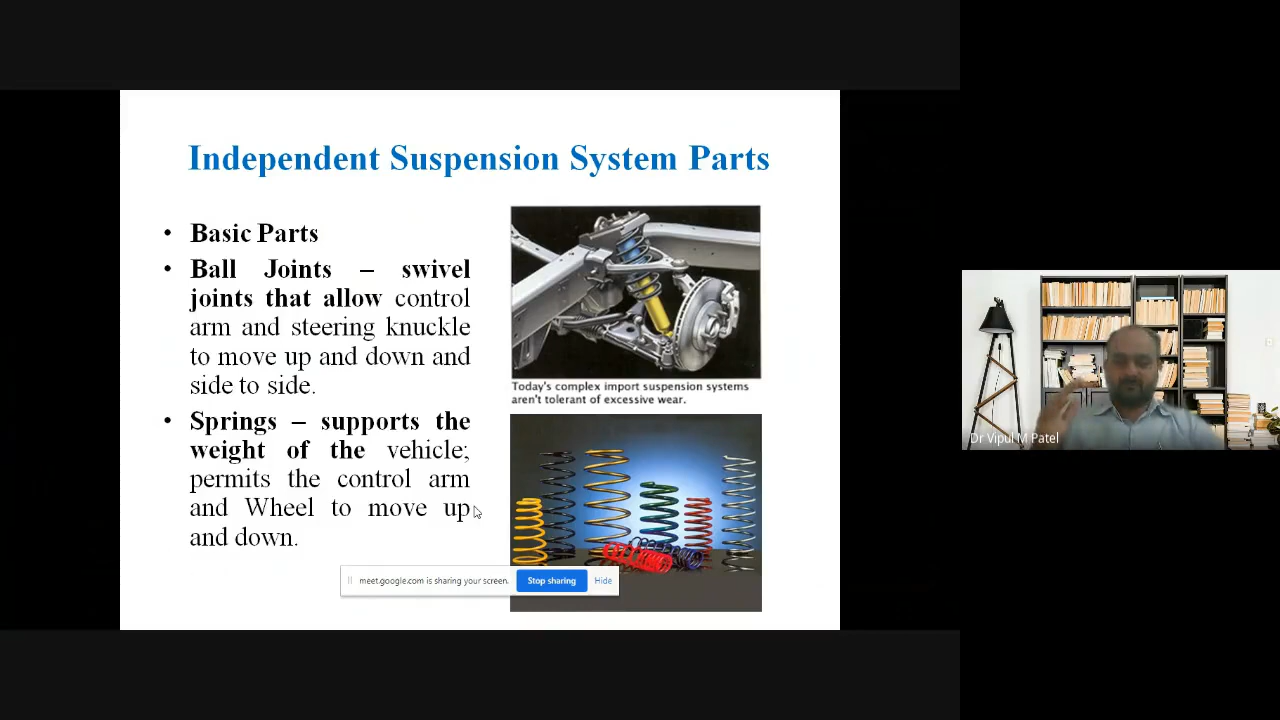 Independent Suspension System Parts
• Basic Parts
• Ball Joints – swivel
joints that allow control
arm and steering knuckle
to move up and down and
side to side.
• Springs – supports the
weight of the vehicle;
permits the control arm
and Wheel to move up
and down.
Today's complex import suspension systems
aren't tolerant of excessive wear.
meet.google.com is sharing your screen.
Stop sharing
Hide
Dr Vipul M Patel